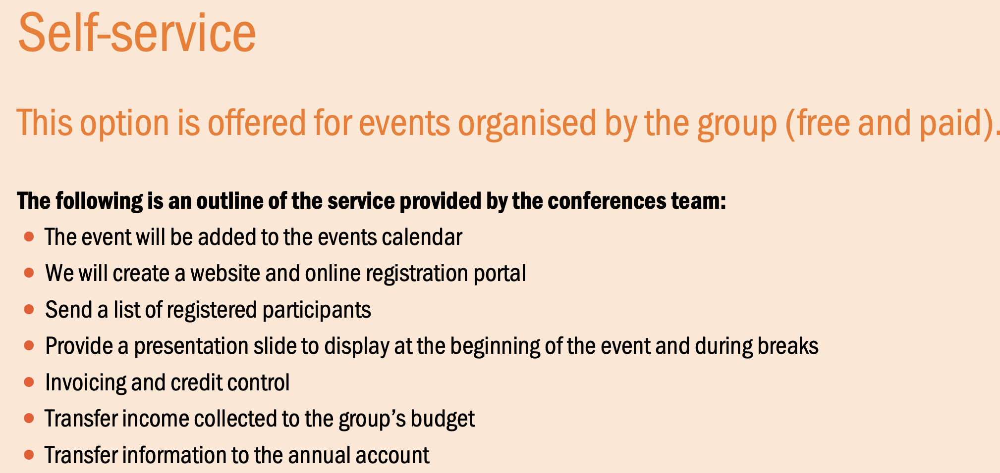 Self-service
This option is offered for events organised by the group (free and paid).
The following is an outline of the service provided by the conferences team:
• The event will be added to the events calendar
• We will create a website and online registration portal
• Send a list of registered participants
• Provide a presentation slide to display at the beginning of the event and during breaks
• Invoicing and credit control
• Transfer income collected to the group’s budget
• Transfer information to the annual account